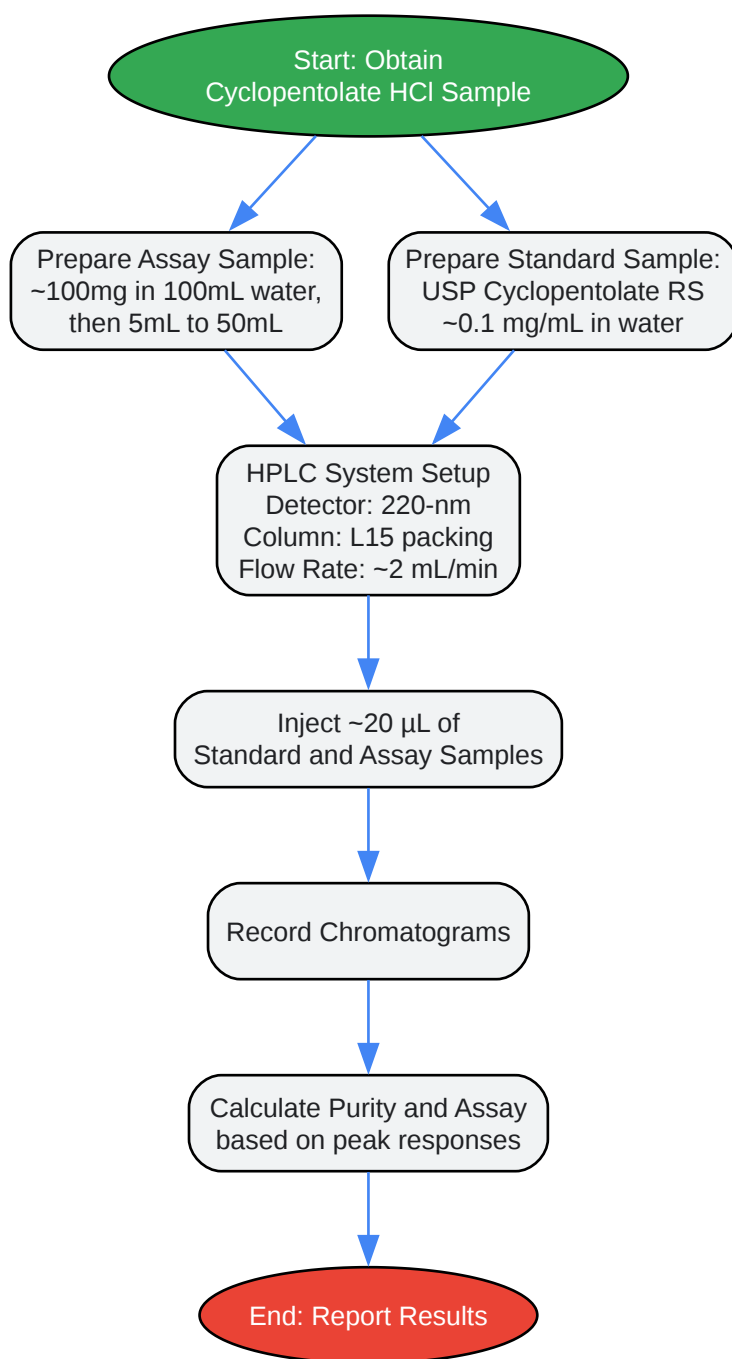 Start: Obtain
Cyclopentolate HCl Sample
Prepare Assay Sample:
~100mg in 100mL water,
then 5mL to 50mL
Prepare Standard Sample:
USP Cyclopentolate RS
~0.1 mg/mL in water
HPLC System Setup
Detector: 220-nm
Column: L15 packing
Flow Rate: ~2 mL/min
Inject ~20 µL of
Standard and Assay Samples
Record Chromatograms
Calculate Purity and Assay
based on peak responses
End: Report Results